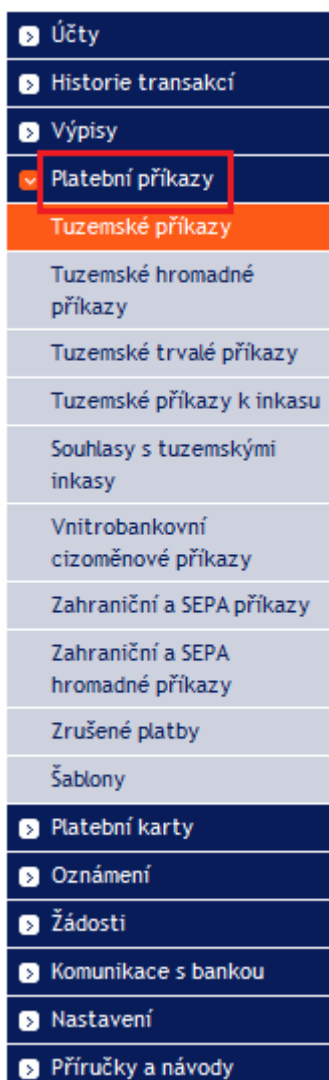 Účty
Historie transakcí
Výpisy
Platební příkazy
Tuzemské příkazy
Tuzemské hromadné
příkazy
Tuzemské trvalé příkazy
Tuzemské příkazy k inkasu
Souhlasy s tuzemskými
inkasy
Vnitrobankovní
cizoměnové příkazy
Zahraniční a SEPA příkazy
Zahraniční a SEPA
hromadné příkazy
Zrušené platby
Šablony
Platební karty
Oznámení
Žádosti
Komunikace s bankou
Nastavení
Příručky a návody